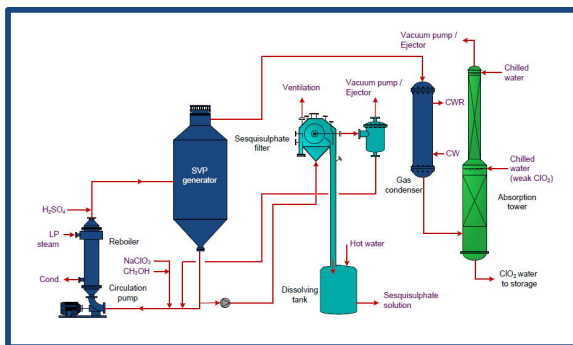 Vacuum pump /
Ejector
Chilled
water
Ventilation
Vacuum pump /
Ejector
CWR
Sesquisulphate
filter
SVP
generator
CW
Chilled
water
(weak ClO₂)
Gas
condenser
Absorption
tower
H₂SO₄
LP
steam
Reboiler
NaClO₃
CH₃OH
Hot water
Cond.
Circulation
pump
Dissolving
tank
Sesquisulphate
solution
ClO₂ water
to storage